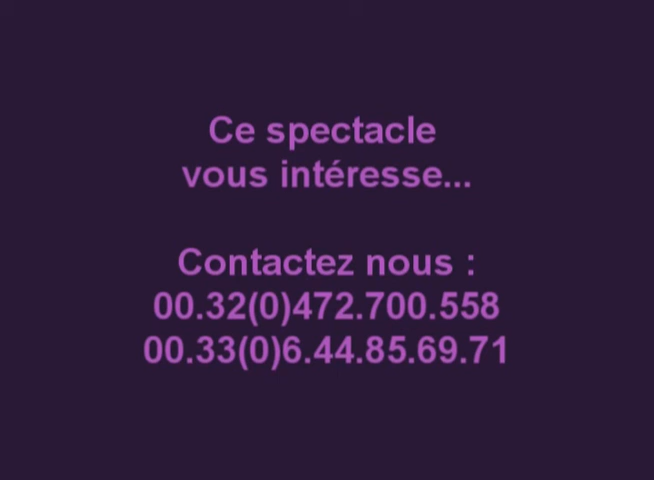 Ce spectacle
vous intéresse...
Contactez nous :
00.32(0)472.700.558
00.33(0)6.44.85.69.71